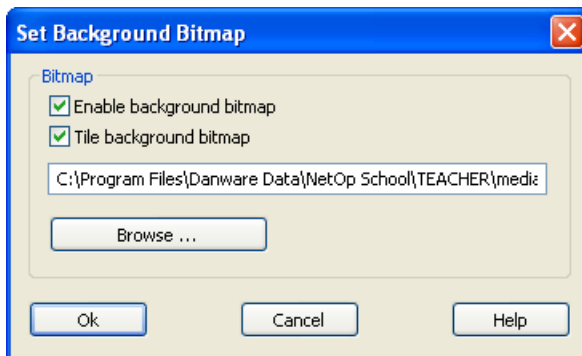 Set Background Bitmap
Bitmap
Enable background bitmap
Tile background bitmap
C:\Program Files\Danware Data\NetOp School\TEACHER\media
Browse ...
Ok
Cancel
Help